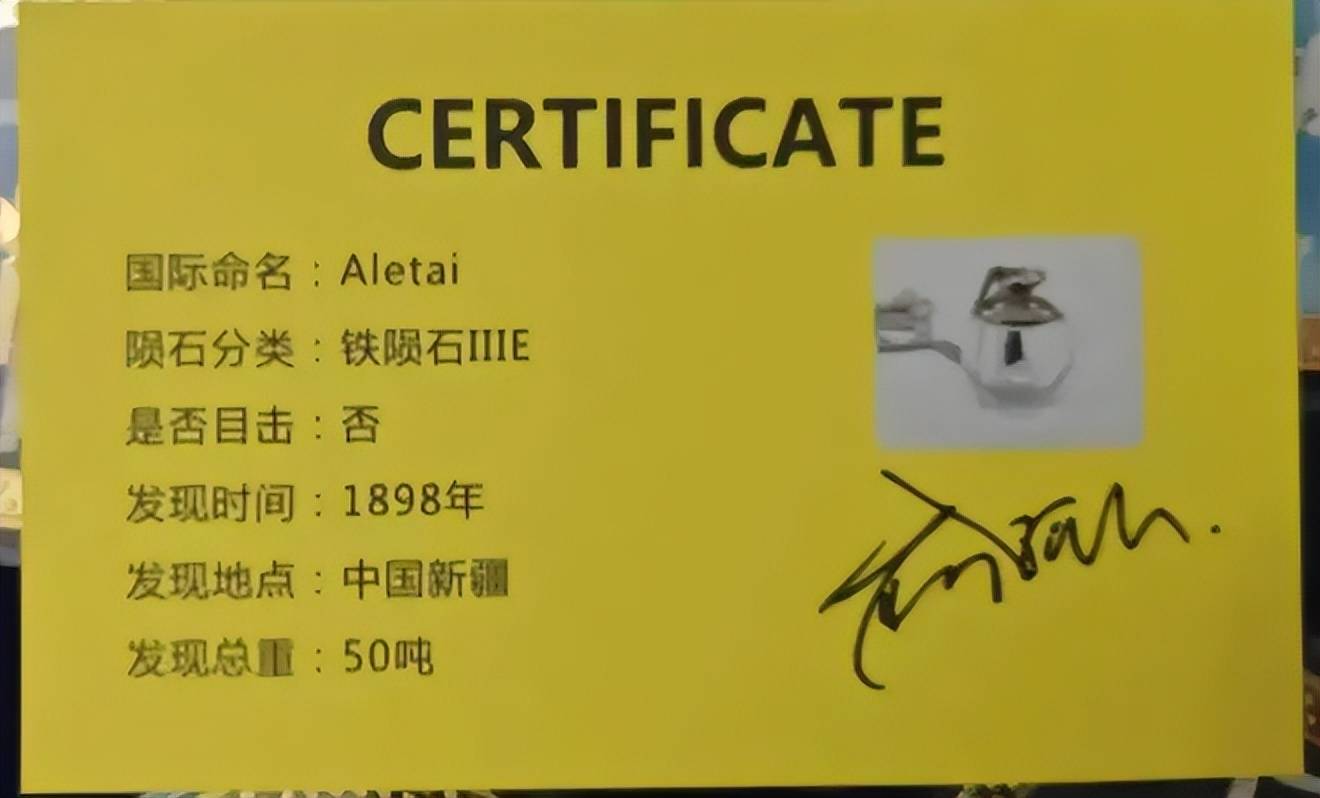 CERTIFICATE
国际命名：Aletai
陨石分类：铁陨石IIIE
是否目击：否
发现时间：1898年
发现地点：中国新疆
发现总重：50吨